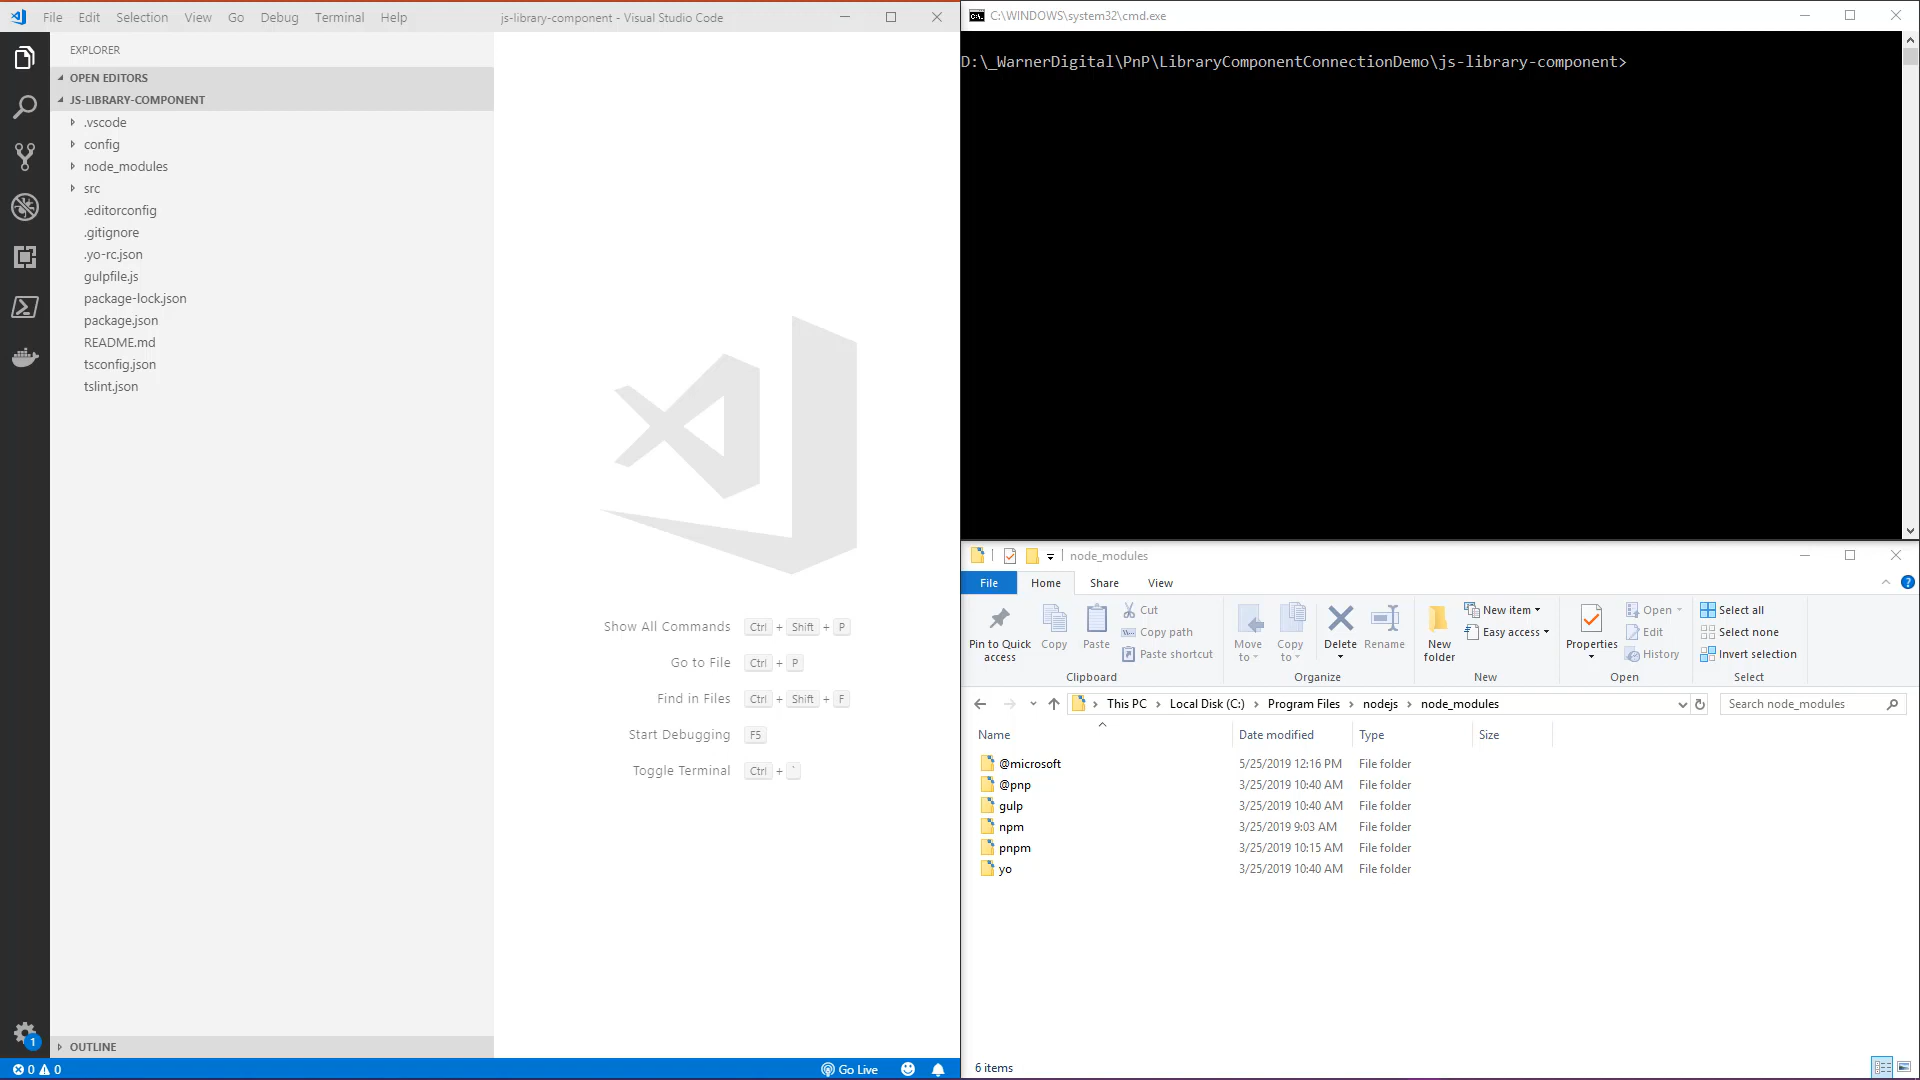 File Edit Selection View Go Debug Terminal Help
js-library-component - Visual Studio Code
EXPLORER
OPEN EDITORS
JS-LIBRARY-COMPONENT
.vscode
config
node_modules
src
.editorconfig
.gitignore
.yo-rc.json
gulpfile.js
package-lock.json
package.json
README.md
tsconfig.json
tslint.json
OUTLINE
1
0 0
Go Live
Show All Commands Ctrl + Shift + P
Go to File Ctrl + P
Find in Files Ctrl + Shift + F
Start Debugging F5
Toggle Terminal Ctrl + `
C:\WINDOWS\system32\cmd.exe
D:\_WarnerDigital\PnP\LibraryComponentConnectionDemo\js-library-component>
node_modules
File Home Share View
Pin to Quick access
Copy
Paste
Cut
Copy path
Paste shortcut
Clipboard
Move to
Copy to
Delete
Rename
Organize
New folder
New item
Easy access
New
Properties
Open
Edit
History
Open
Select all
Select none
Invert selection
Select
This PC > Local Disk (C:) > Program Files > nodejs > node_modules
Search node_modules
Name Date modified Type Size
@microsoft 5/25/2019 12:16 PM File folder
@pnp 3/25/2019 10:40 AM File folder
gulp 3/25/2019 10:40 AM File folder
npm 3/25/2019 9:03 AM File folder
pnpm 3/25/2019 10:15 AM File folder
yo 3/25/2019 10:40 AM File folder
6 items